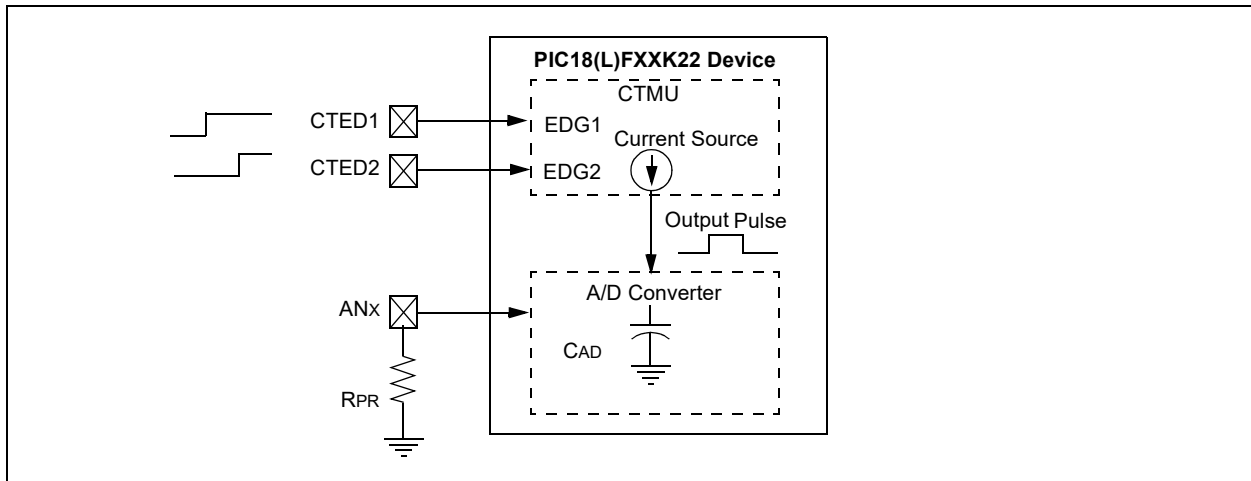 PIC18(L)FXXK22 Device
CTMU
CTED1
EDG1
Current Source
CTED2
EDG2
Output Pulse
A/D Converter
ANX
CAD
RPR